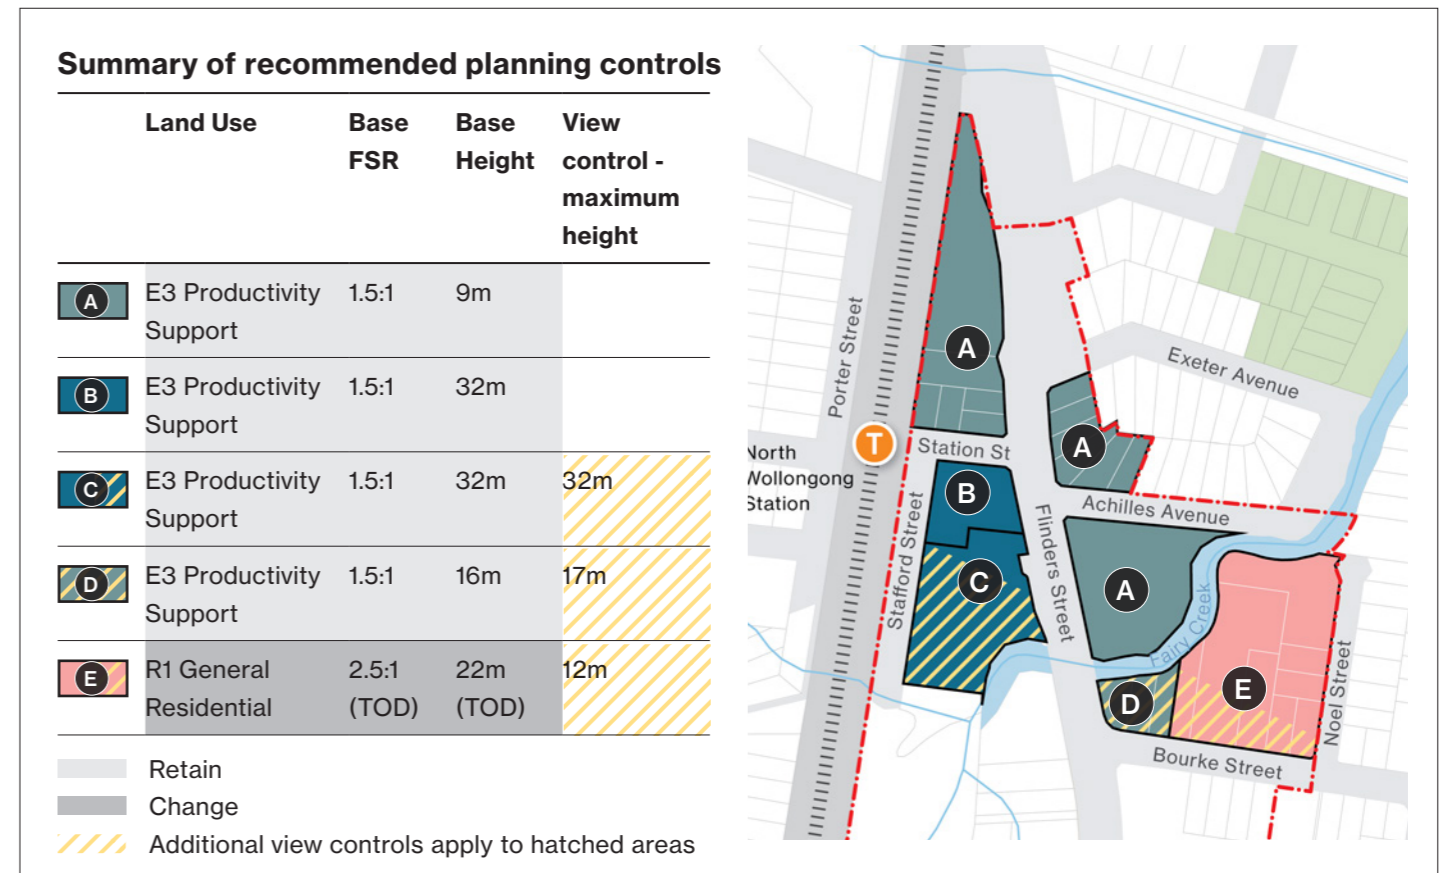 Summary of recommended planning controls
Land Use
Base FSR
Base Height
View control - maximum height
A E3 Productivity Support 1.5:1 9m
B E3 Productivity Support 1.5:1 32m
C E3 Productivity Support 1.5:1 32m 32m
D E3 Productivity Support 1.5:1 16m 17m
E R1 General Residential 2.5:1 (TOD) 22m (TOD) 12m
Retain
Change
Additional view controls apply to hatched areas
Porter Street
A
Exeter Avenue
T
North
Wollongong
Station
Station St
A
B
Achilles Avenue
Stafford Street
Flinders Street
C
A
Fairy Creek
D
E
Noel Street
Bourke Street